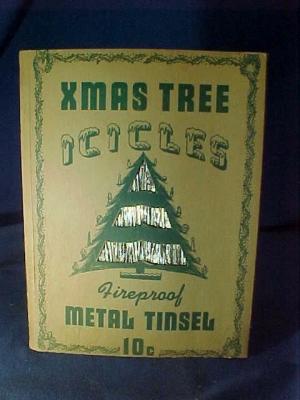 XMAS TREE
ICICLES
Fireproof
METAL TINSEL
10c